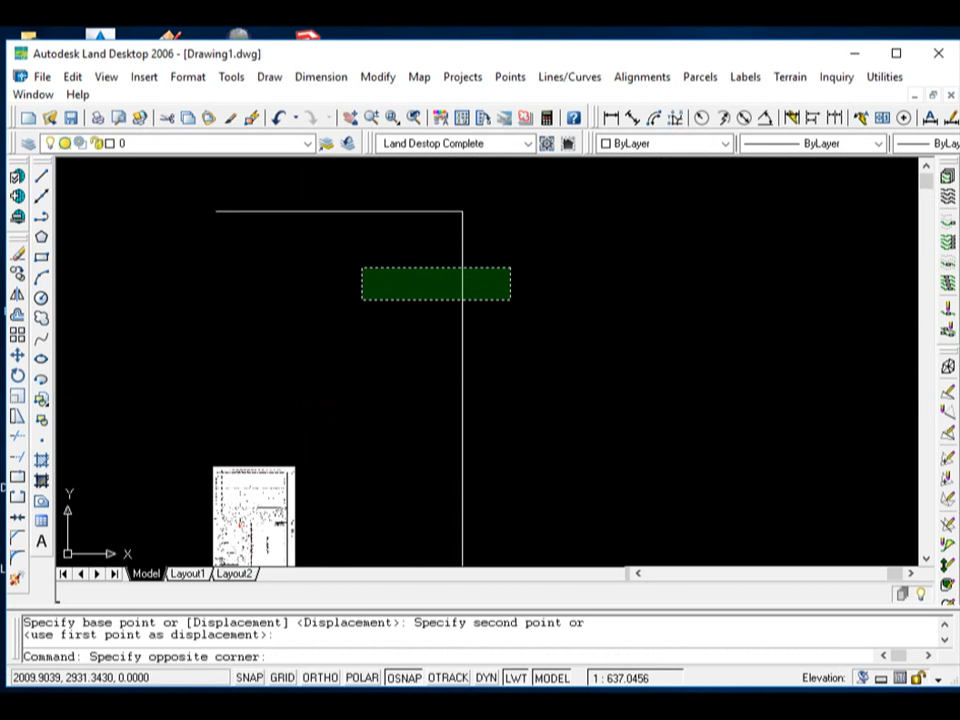 Autodesk Land Desktop 2006 - [Drawing1.dwg]
File Edit View Insert Format Tools Draw Dimension Modify Map Projects Points Lines/Curves Alignments Parcels Labels Terrain Inquiry Utilities
Window Help
0 Land Destop Complete ByLayer ByLayer ByLay
Y
X
A
Model Layout1 Layout2
Specify base point or [Displacement] <Displacement>: Specify second point or
<use first point as displacement>:
Command: Specify opposite corner:
2009.9039, 2931.3430, 0.0000 SNAP GRID ORTHO POLAR OSNAP OTRACK DYN LWT MODEL 1 : 637.0456 Elevation: